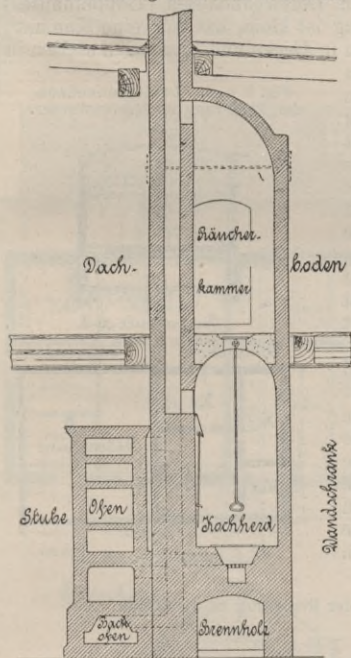 Räucher-
Dach-
boden
kammer
Stube
Ofen
Kochherd
Wandschrank
Back
ofen
Brennholz